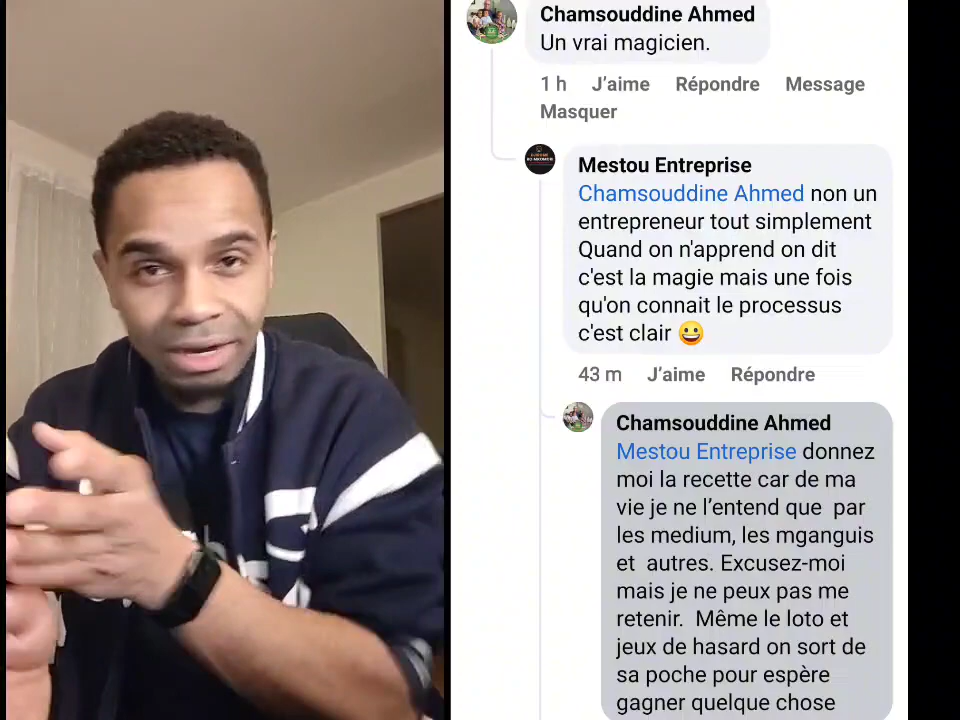 Chamsouddine Ahmed
Un vrai magicien.
1 h J’aime Répondre Message
Masquer
Mestou Entreprise
Chamsouddine Ahmed non un
entrepreneur tout simplement
Quand on n'apprend on dit
c'est la magie mais une fois
qu'on connait le processus
c'est clair 😀
43 m J’aime Répondre
Chamsouddine Ahmed
Mestou Entreprise donnez
moi la recette car de ma
vie je ne l’entend que par
les medium, les mganguis
et autres. Excusez-moi
mais je ne peux pas me
retenir. Même le loto et
jeux de hasard on sort de
sa poche pour espère
gagner quelque chose